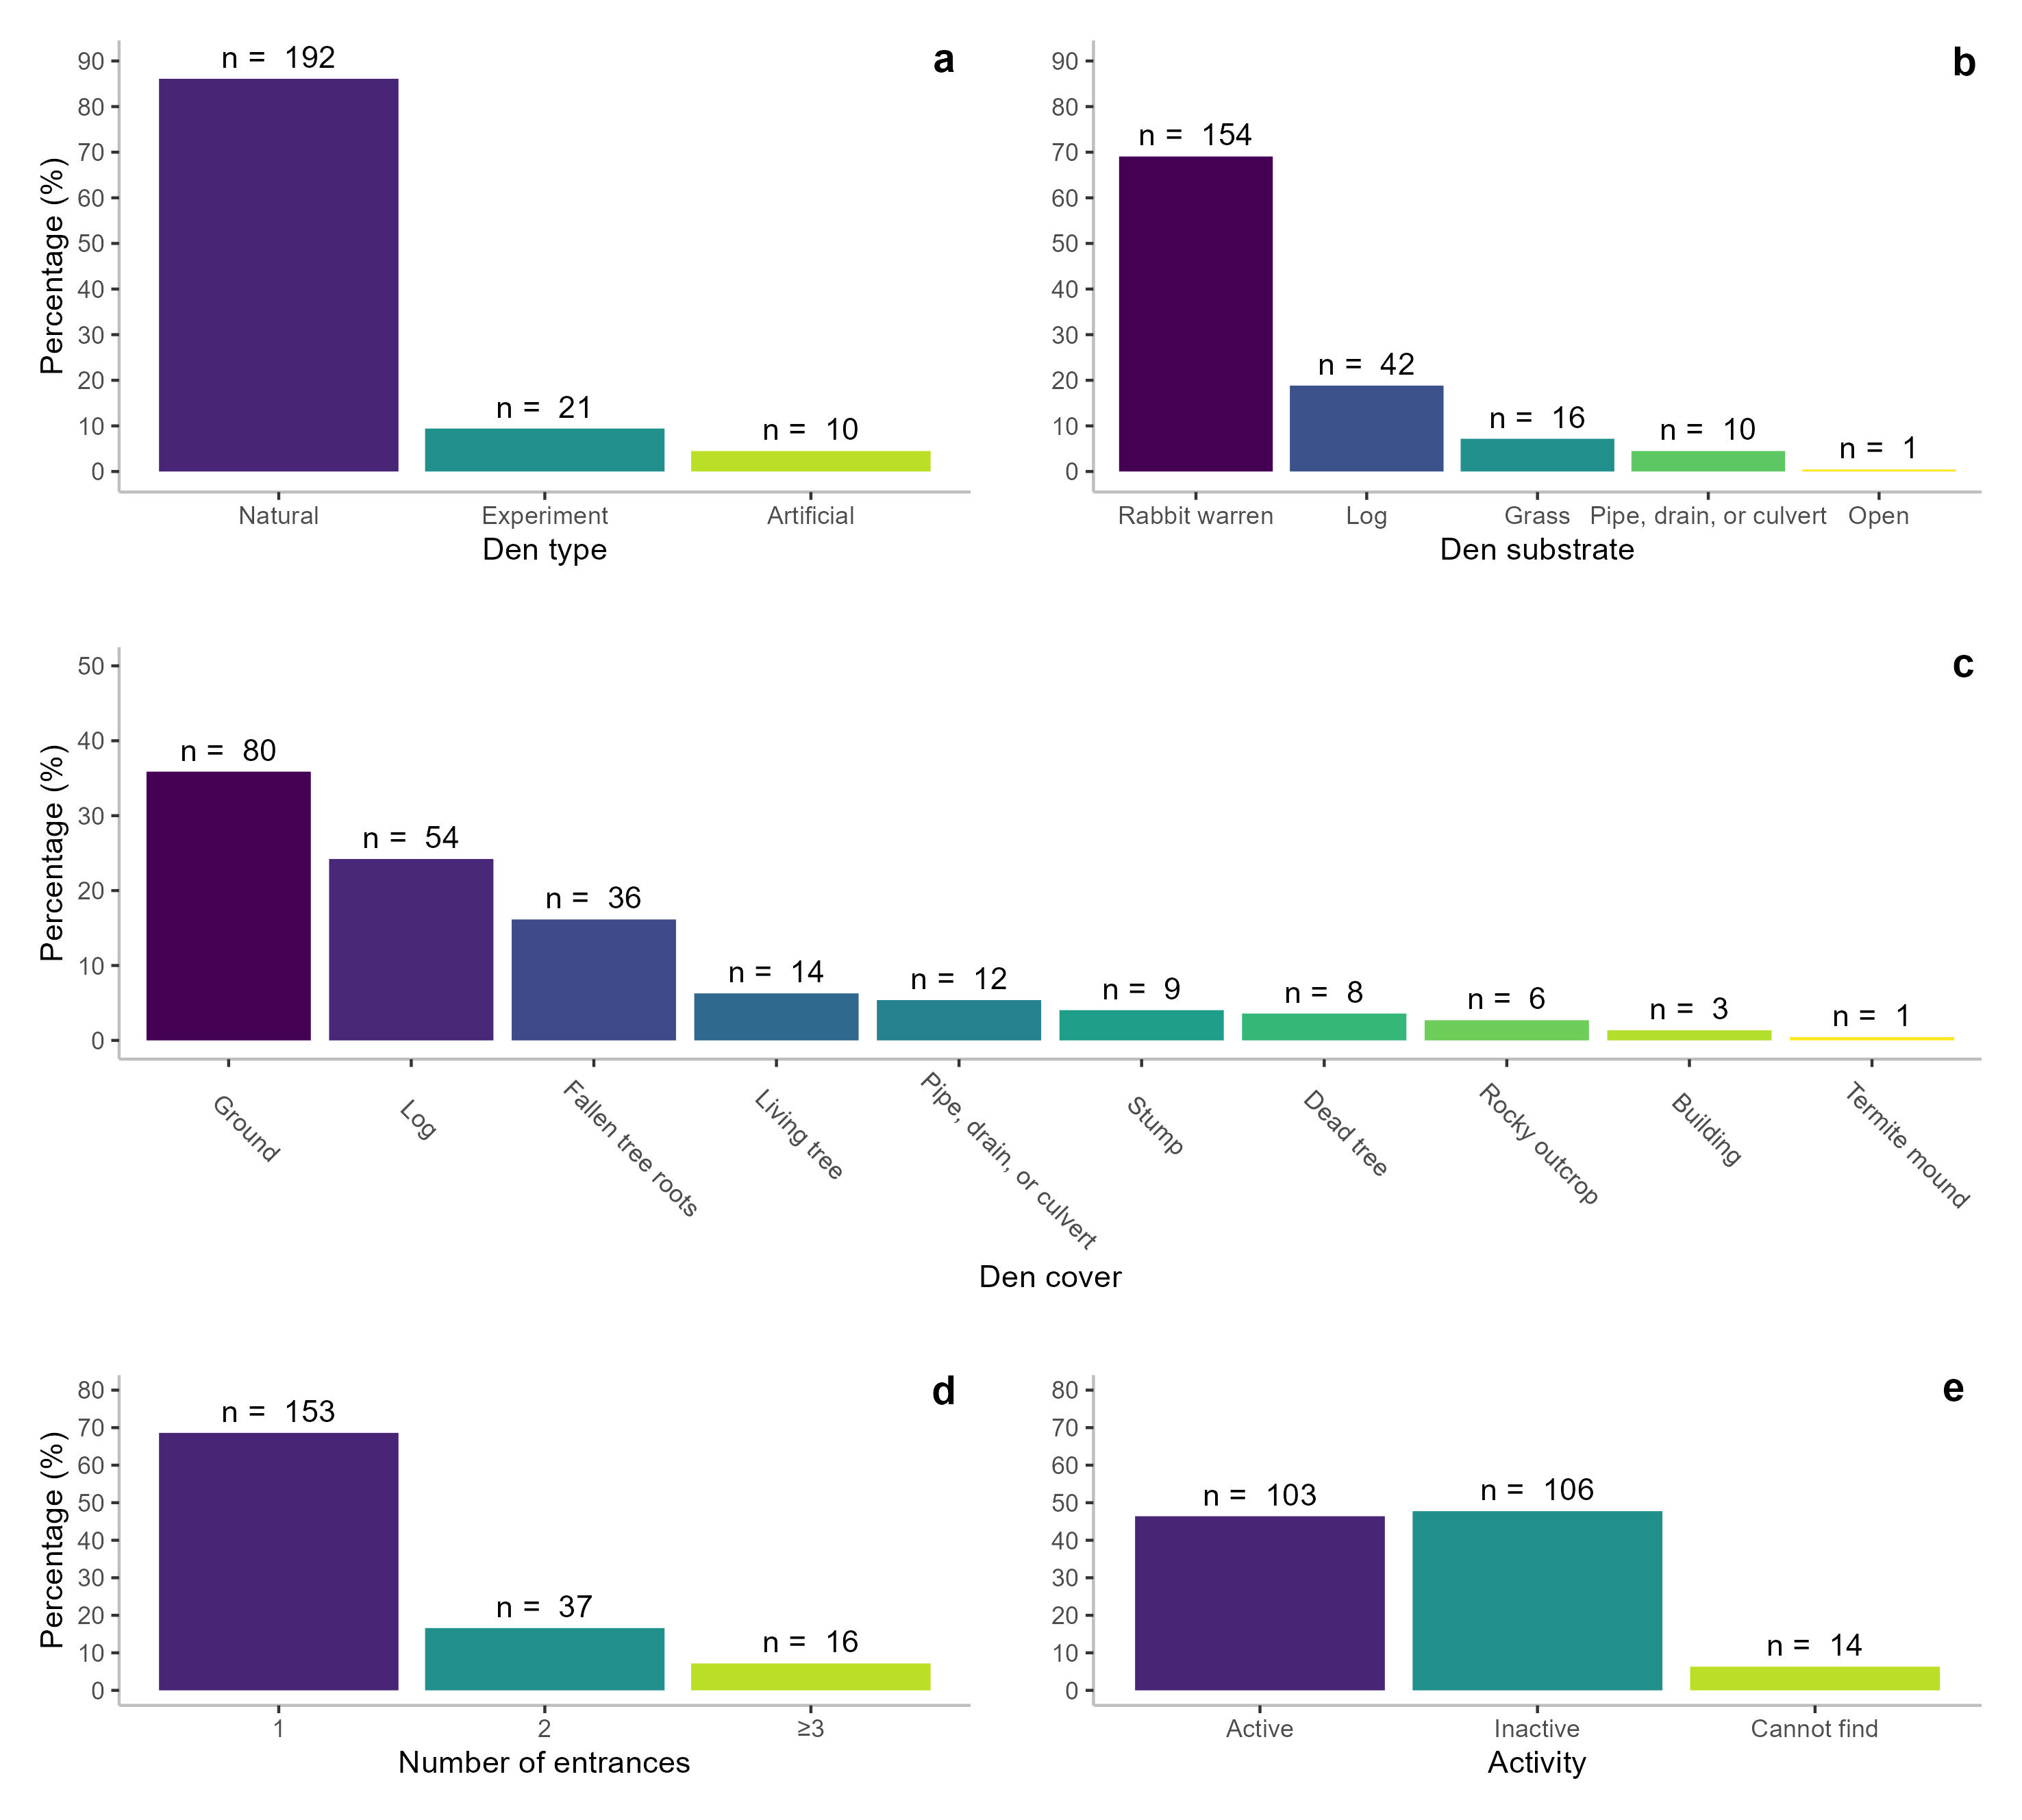 a
Percentage (%)
90
80
70
60
50
40
30
20
10
0
n = 192
n = 21
n = 10
Natural
Experiment
Artificial
Den type
b
90
80
70
60
50
40
30
20
10
0
n = 154
n = 42
n = 16
n = 10
n = 1
Rabbit warren
Log
Grass
Pipe, drain, or culvert
Open
Den substrate
c
Percentage (%)
50
40
30
20
10
0
n = 80
n = 54
n = 36
n = 14
n = 12
n = 9
n = 8
n = 6
n = 3
n = 1
Ground
Log
Fallen tree roots
Living tree
Pipe, drain, or culvert
Stump
Dead tree
Rocky outcrop
Building
Termite mound
Den cover
d
Percentage (%)
80
70
60
50
40
30
20
10
0
n = 153
n = 37
n = 16
1
2
≥3
Number of entrances
e
80
70
60
50
40
30
20
10
0
n = 103
n = 106
n = 14
Active
Inactive
Cannot find
Activity